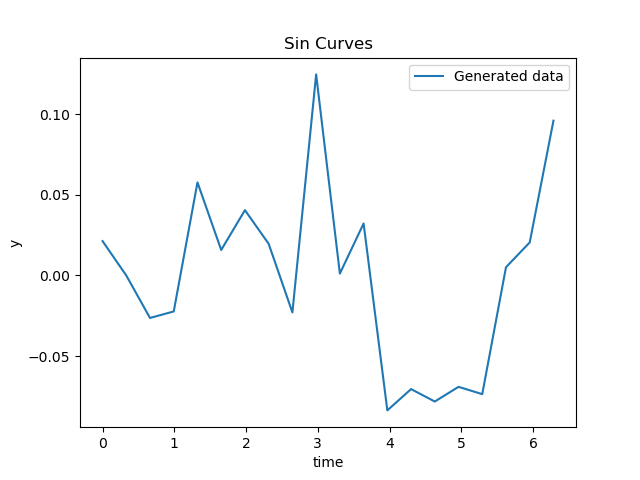 Sin Curves
Generated data
0.10
0.05
0.00
−0.05
y
0 1 2 3 4 5 6
time